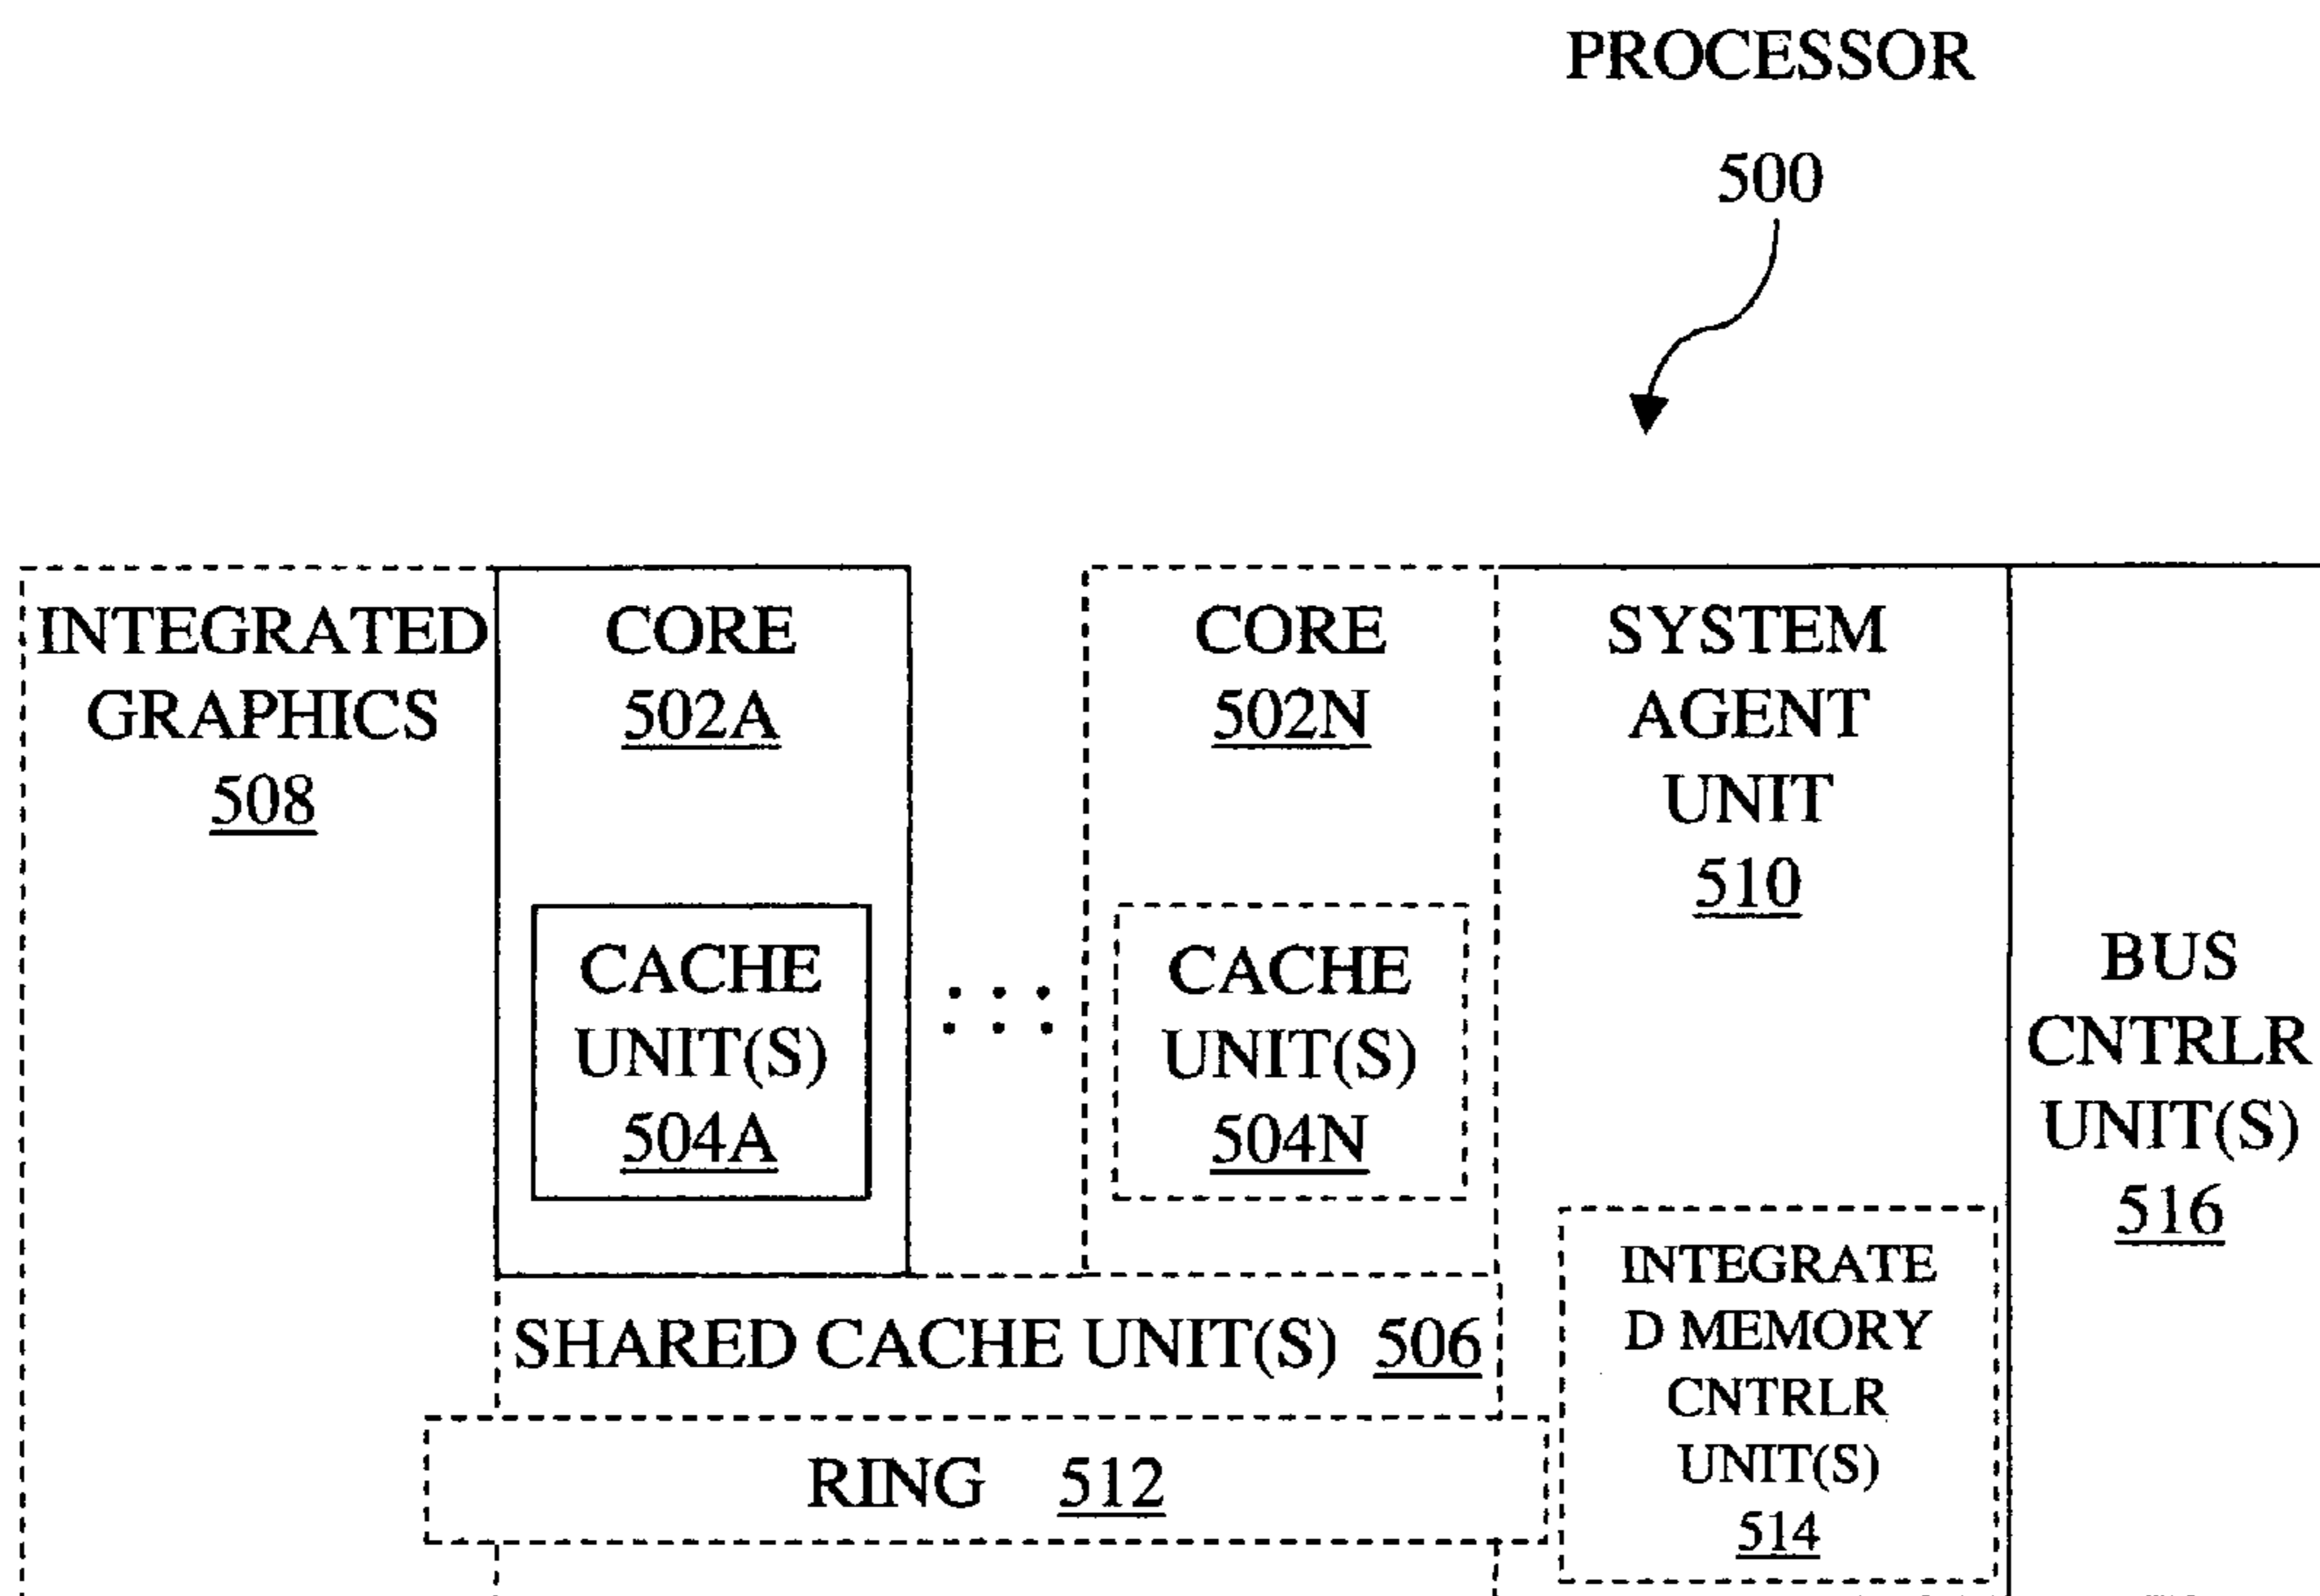 PROCESSOR
500
INTEGRATED
GRAPHICS
508
CORE
502A
CACHE
UNIT(S)
504A
CORE
502N
CACHE
UNIT(S)
504N
SYSTEM
AGENT
UNIT
510
BUS
CNTRLR
UNIT(S)
516
INTEGRATE
D MEMORY
CNTRLR
UNIT(S)
514
SHARED CACHE UNIT(S) 506
RING 512